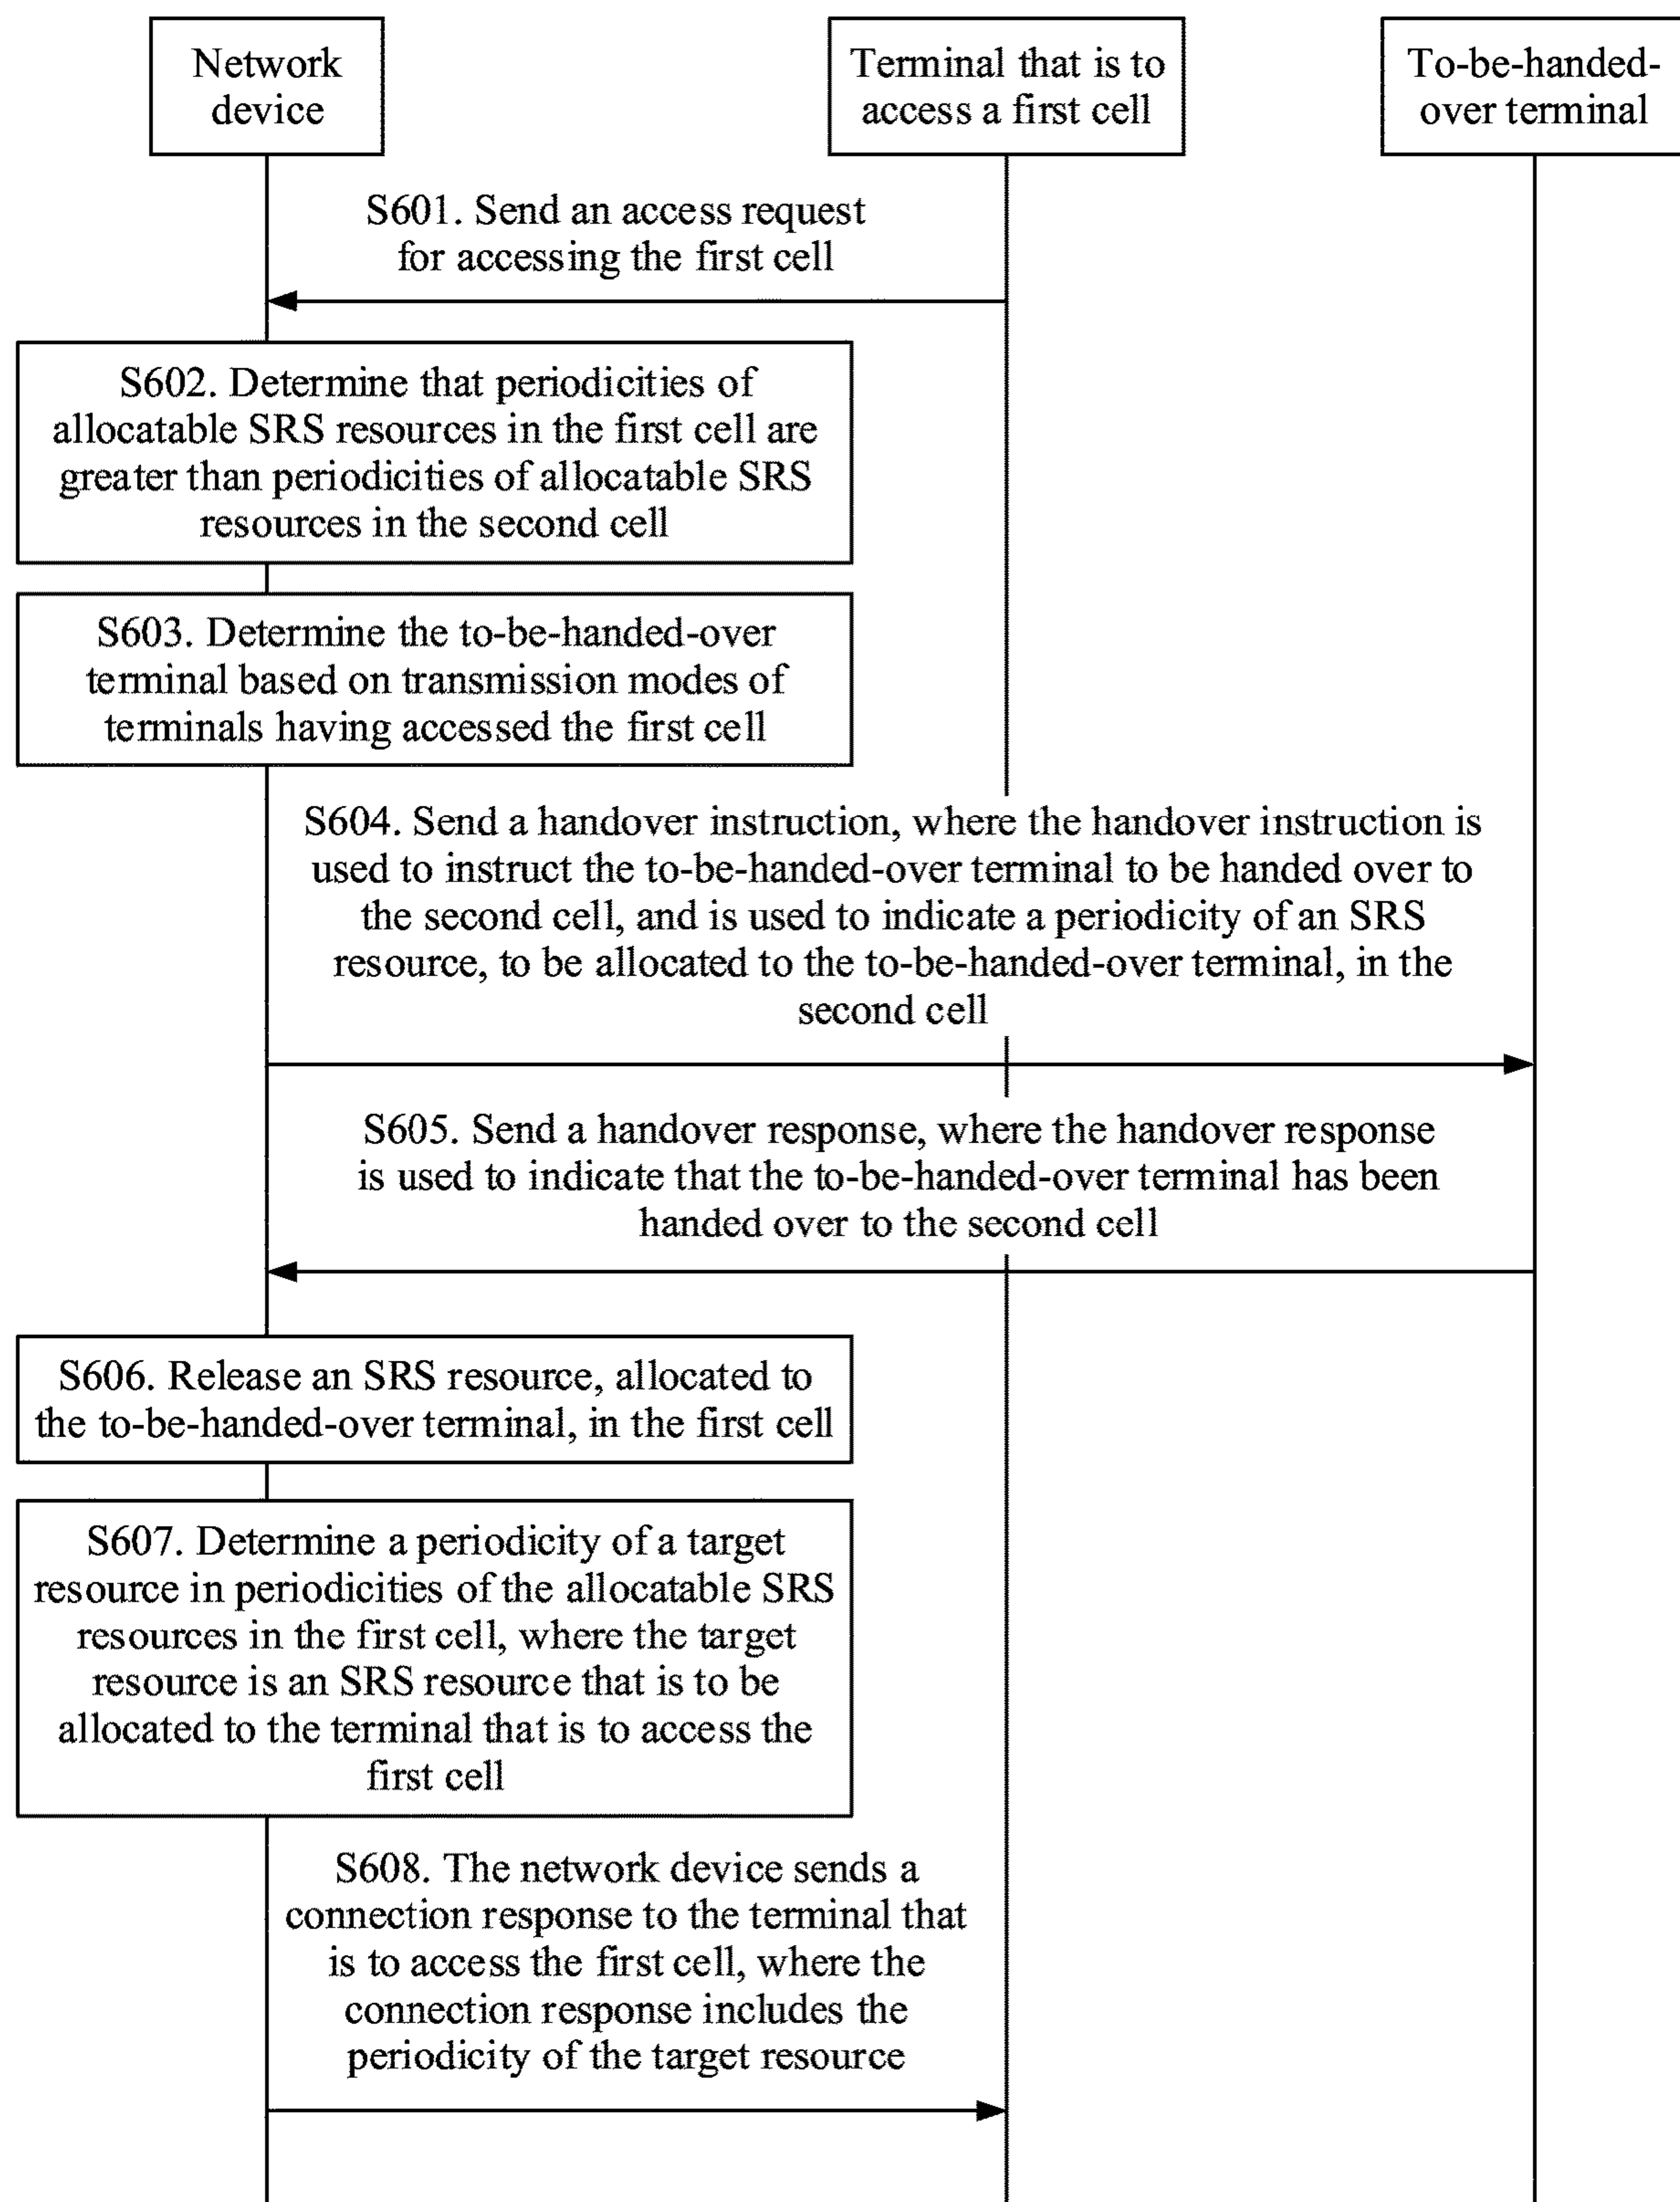 Network
device
Terminal that is to
access a first cell
To-be-handed-
over terminal
S601. Send an access request
for accessing the first cell
S602. Determine that periodicities of
allocatable SRS resources in the first cell are
greater than periodicities of allocatable SRS
resources in the second cell
S603. Determine the to-be-handed-over
terminal based on transmission modes of
terminals having accessed the first cell
S604. Send a handover instruction, where the handover instruction is
used to instruct the to-be-handed-over terminal to be handed over to
the second cell, and is used to indicate a periodicity of an SRS
resource, to be allocated to the to-be-handed-over terminal, in the
second cell
S605. Send a handover response, where the handover response
is used to indicate that the to-be-handed-over terminal has been
handed over to the second cell
S606. Release an SRS resource, allocated to
the to-be-handed-over terminal, in the first cell
S607. Determine a periodicity of a target
resource in periodicities of the allocatable SRS
resources in the first cell, where the target
resource is an SRS resource that is to be
allocated to the terminal that is to access the
first cell
S608. The network device sends a
connection response to the terminal that
is to access the first cell, where the
connection response includes the
periodicity of the target resource